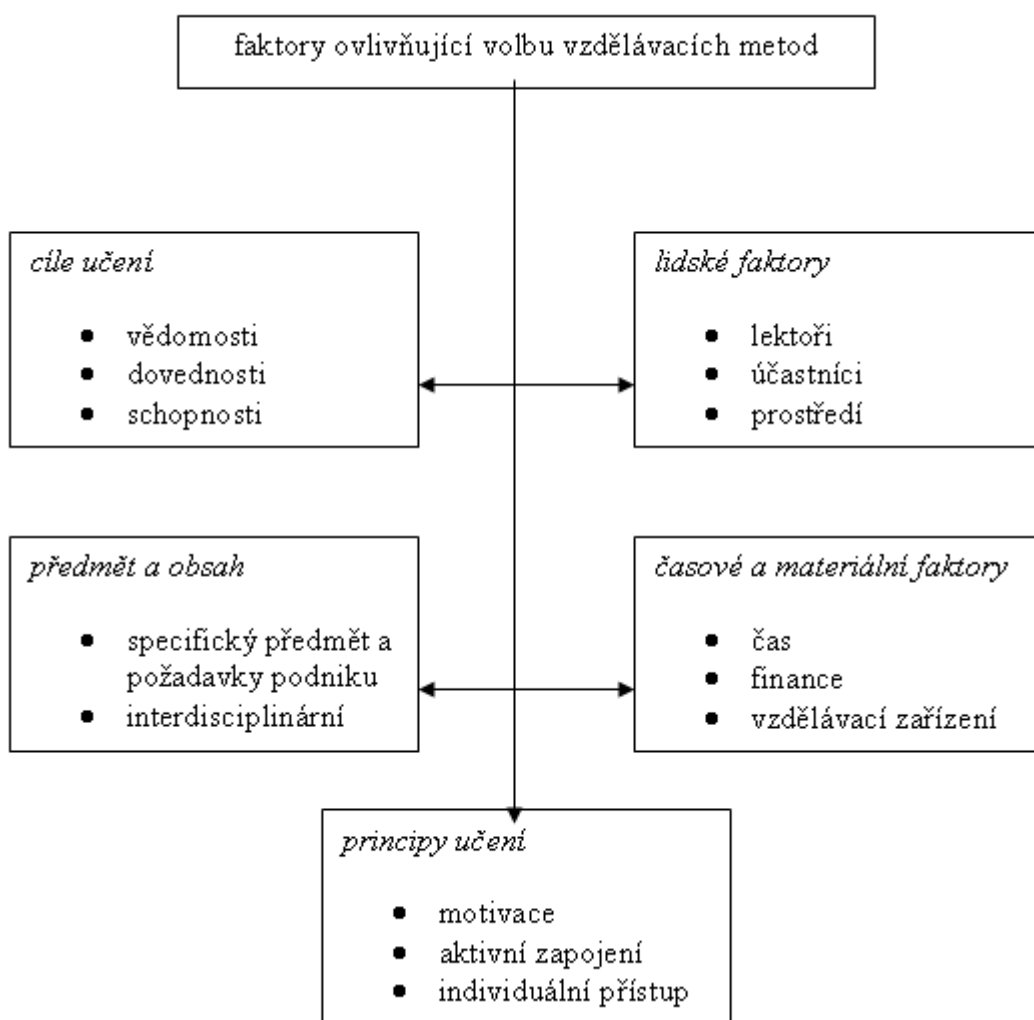 faktory ovlivňující volbu vzdělávacích metod
cíle učení
• vědomosti
• dovednosti
• schopnosti
lidské faktory
• lektoři
• účastníci
• prostředí
předmět a obsah
• specifický předmět a
požadavky podniku
• interdisciplinární
časové a materiální faktory
• čas
• finance
• vzdělávací zařízení
principy učení
• motivace
• aktivní zapojení
• individuální přístup